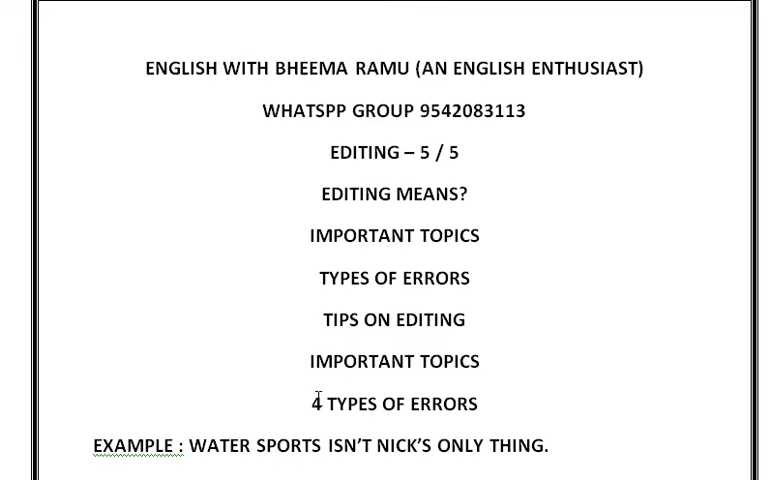 ENGLISH WITH BHEEMA RAMU (AN ENGLISH ENTHUSIAST)
WHATSPP GROUP 9542083113
EDITING – 5 / 5
EDITING MEANS?
IMPORTANT TOPICS
TYPES OF ERRORS
TIPS ON EDITING
IMPORTANT TOPICS
4 TYPES OF ERRORS
EXAMPLE : WATER SPORTS ISN'T NICK'S ONLY THING.